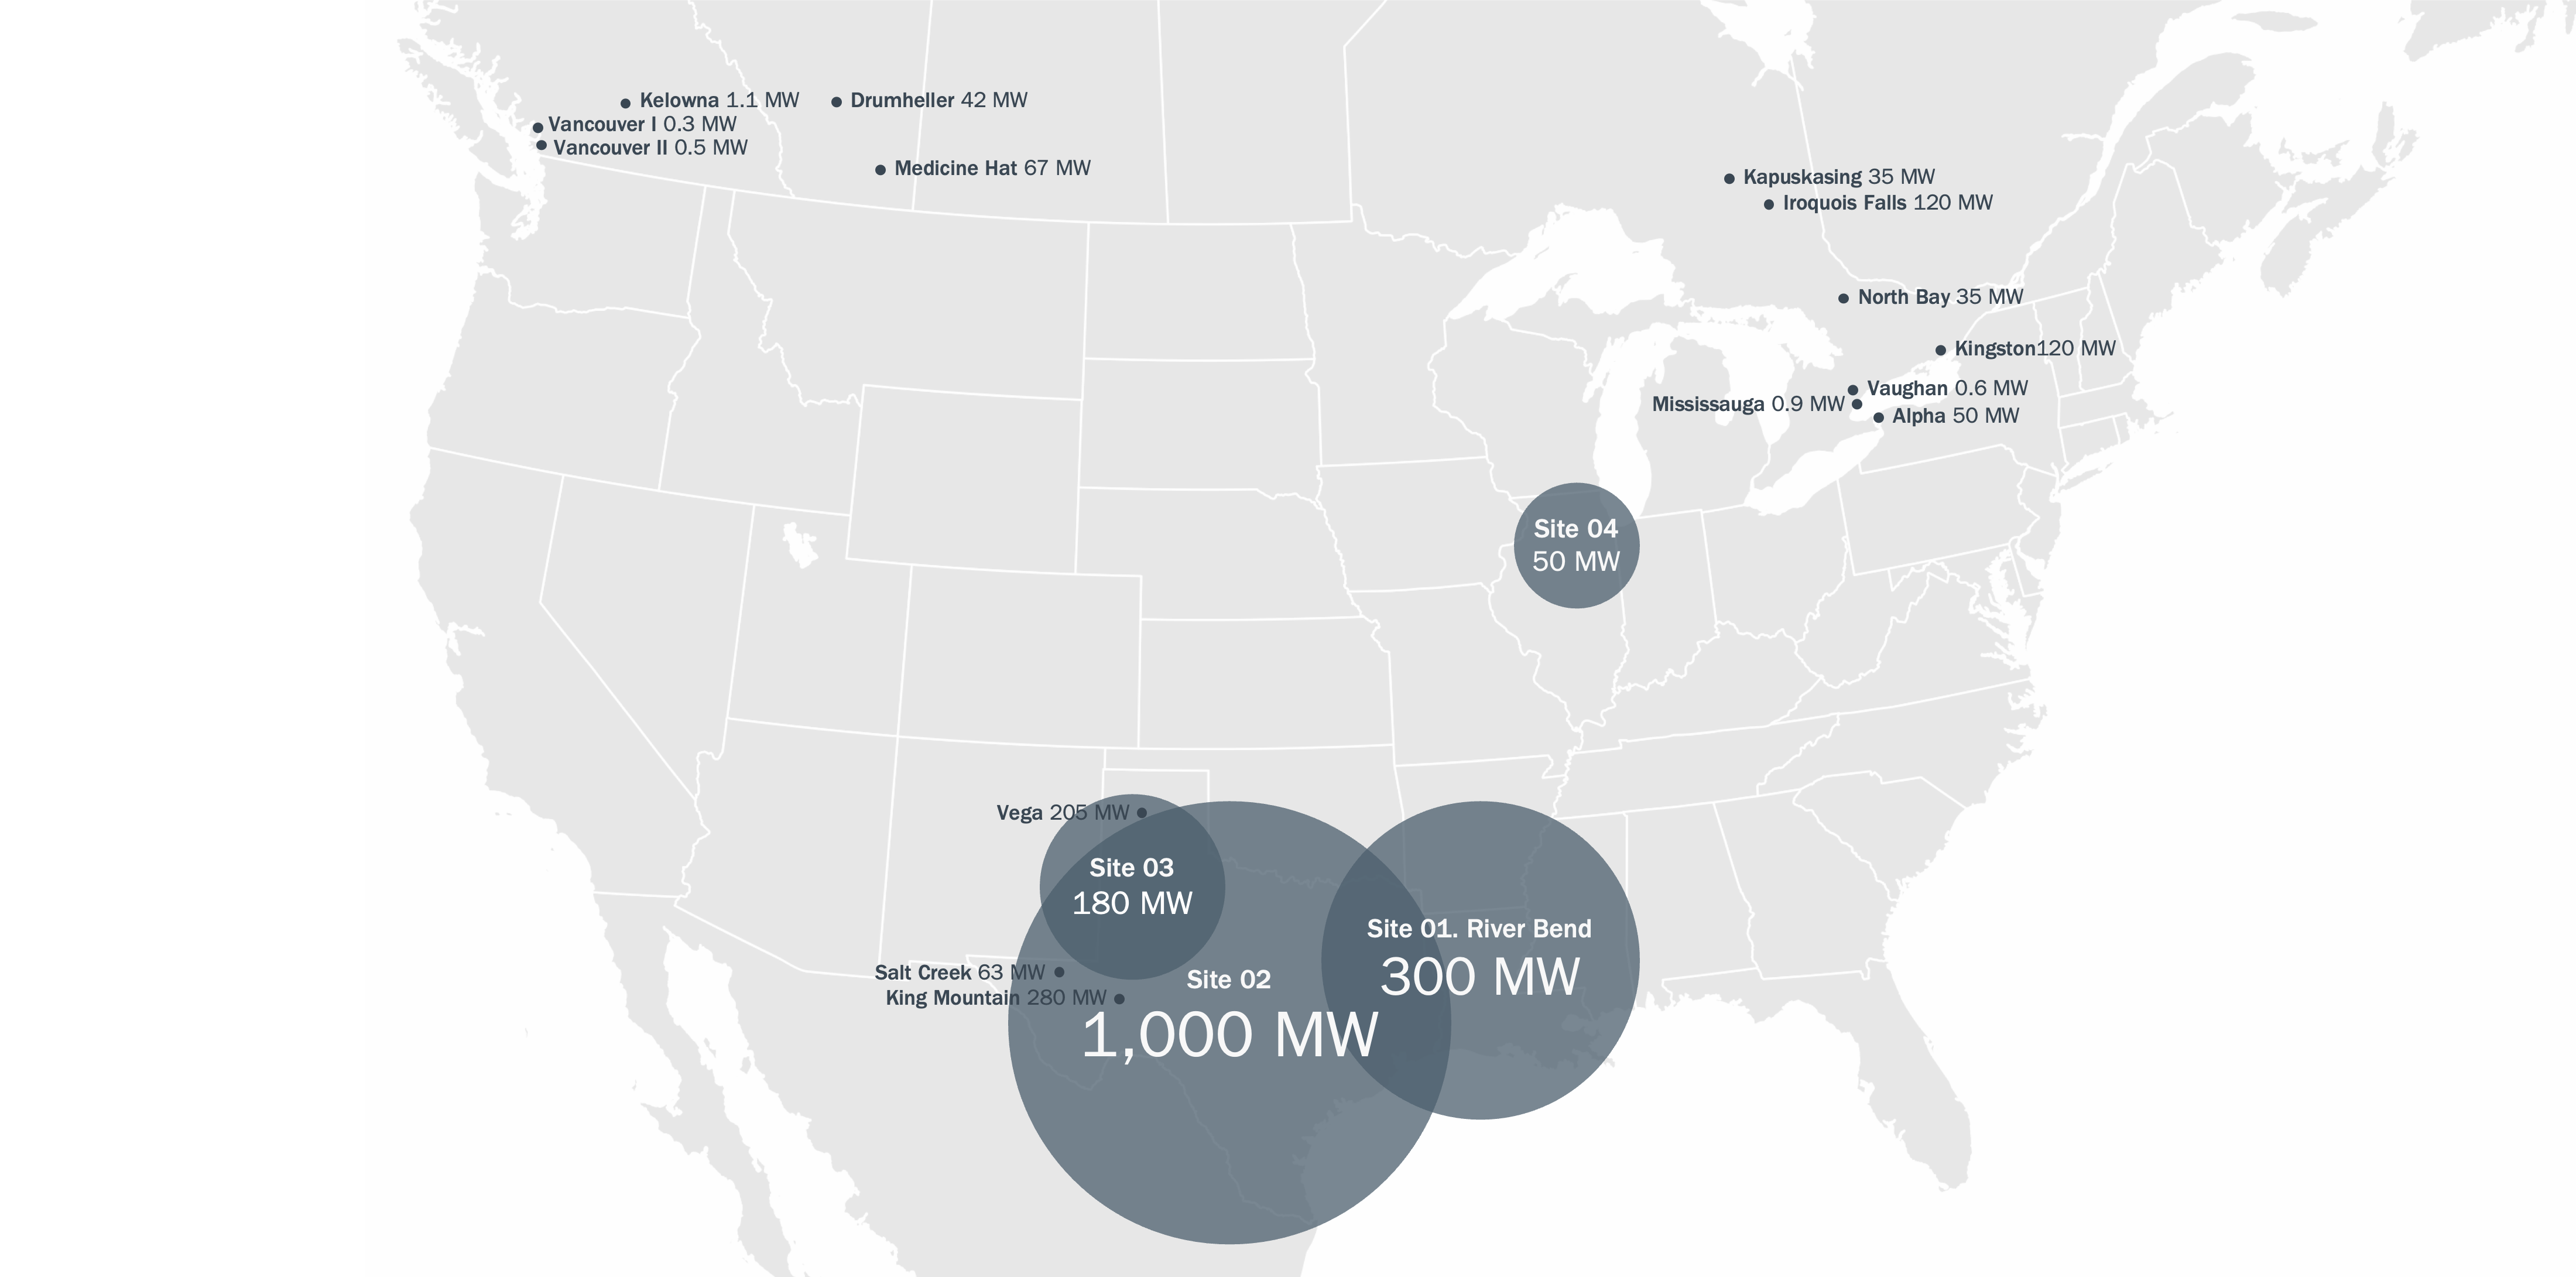 Kelowna 1.1 MW
Drumheller 42 MW
Vancouver I 0.3 MW
Vancouver II 0.5 MW
Medicine Hat 67 MW
Kapuskasing 35 MW
Iroquois Falls 120 MW
North Bay 35 MW
Kingston120 MW
Vaughan 0.6 MW
Mississauga 0.9 MW
Alpha 50 MW
Site 04
50 MW
Vega 205 MW
Site 03
180 MW
Site 01. River Bend
300 MW
Salt Creek 63 MW
King Mountain 280 MW
Site 02
1,000 MW